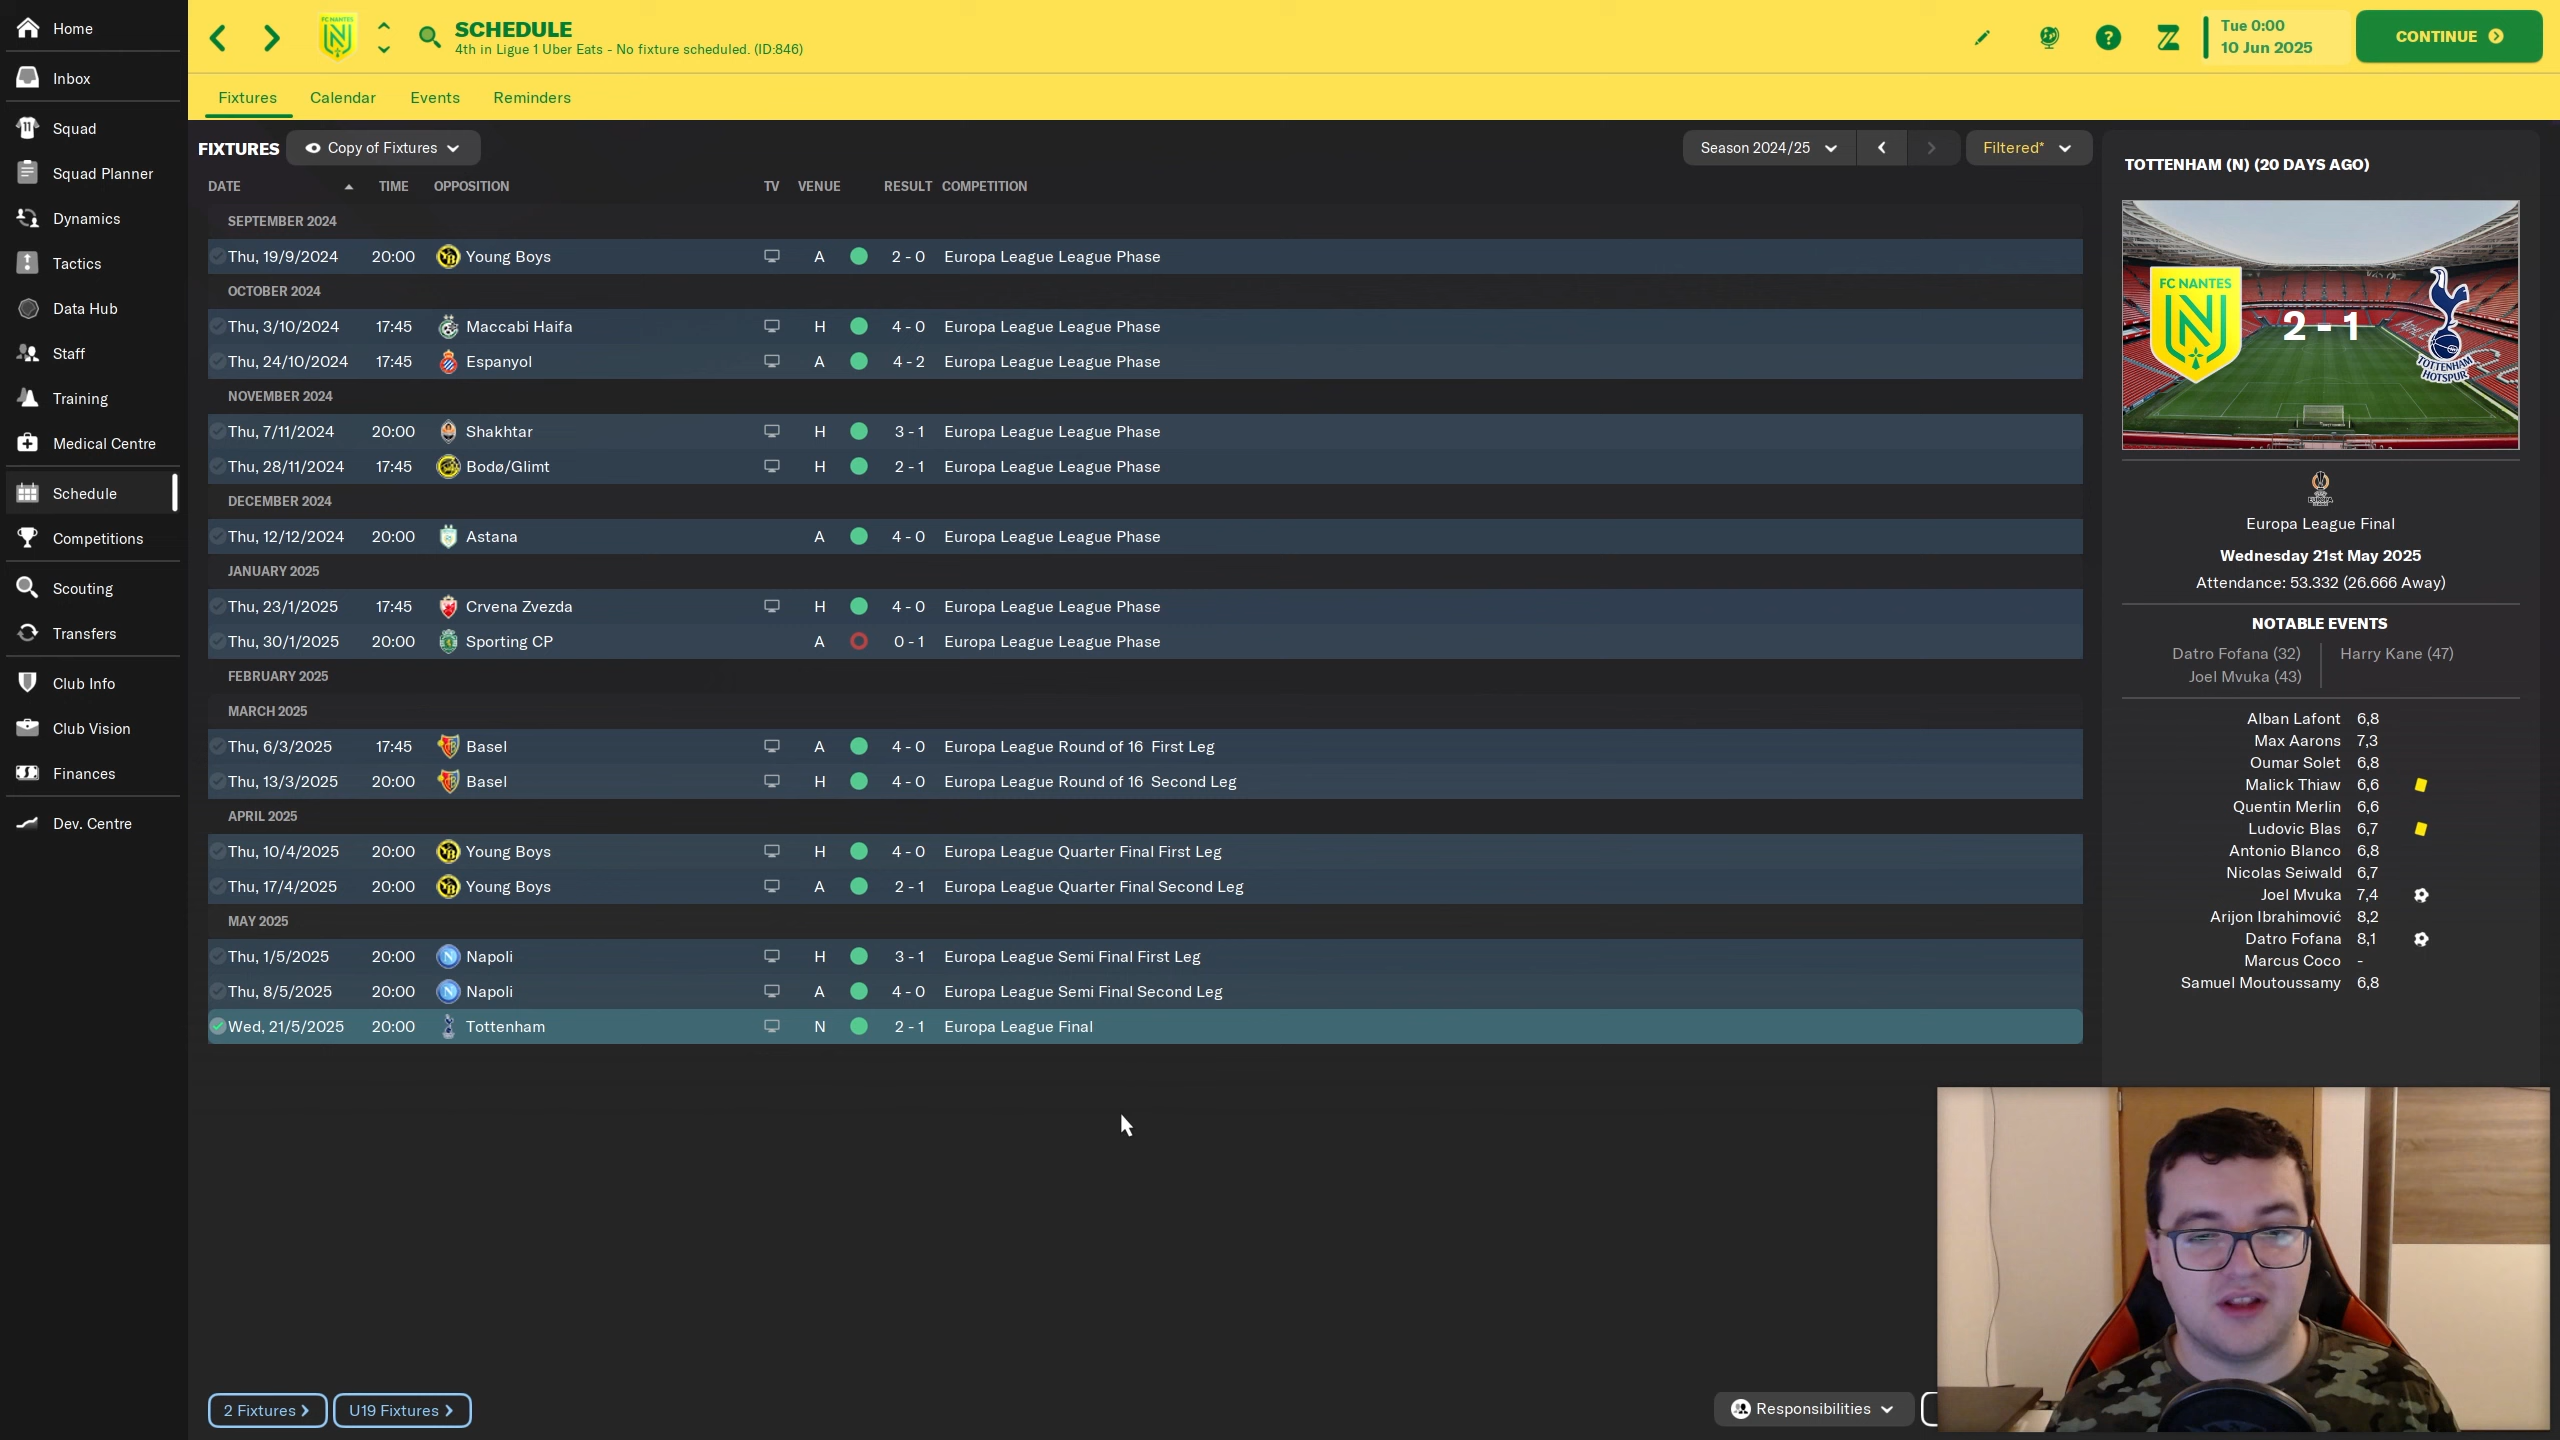 Home
Inbox
Squad
Squad Planner
Dynamics
Tactics
Data Hub
Staff
Training
Medical Centre
Schedule
Competitions
Scouting
Transfers
Club Info
Club Vision
Finances
Dev. Centre
FC NANTES
SCHEDULE
4th in Ligue 1 Uber Eats - No fixture scheduled. (ID:846)
?
Tue 0:00
10 Jun 2025
CONTINUE
Fixtures Calendar Events Reminders
FIXTURES Copy of Fixtures Season 2024/25 Filtered*
DATE TIME OPPOSITION TV VENUE RESULT COMPETITION
SEPTEMBER 2024
Thu, 19/9/2024 20:00 Young Boys A 2 - 0 Europa League League Phase
OCTOBER 2024
Thu, 3/10/2024 17:45 Maccabi Haifa H 4 - 0 Europa League League Phase
Thu, 24/10/2024 17:45 Espanyol A 4 - 2 Europa League League Phase
NOVEMBER 2024
Thu, 7/11/2024 20:00 Shakhtar H 3 - 1 Europa League League Phase
Thu, 28/11/2024 17:45 Bodø/Glimt H 2 - 1 Europa League League Phase
DECEMBER 2024
Thu, 12/12/2024 20:00 Astana A 4 - 0 Europa League League Phase
JANUARY 2025
Thu, 23/1/2025 17:45 Crvena Zvezda H 4 - 0 Europa League League Phase
Thu, 30/1/2025 20:00 Sporting CP A 0 - 1 Europa League League Phase
FEBRUARY 2025
MARCH 2025
Thu, 6/3/2025 17:45 Basel A 4 - 0 Europa League Round of 16 First Leg
Thu, 13/3/2025 20:00 Basel H 4 - 0 Europa League Round of 16 Second Leg
APRIL 2025
Thu, 10/4/2025 20:00 Young Boys H 4 - 0 Europa League Quarter Final First Leg
Thu, 17/4/2025 20:00 Young Boys A 2 - 1 Europa League Quarter Final Second Leg
MAY 2025
Thu, 1/5/2025 20:00 Napoli H 3 - 1 Europa League Semi Final First Leg
Thu, 8/5/2025 20:00 Napoli A 4 - 0 Europa League Semi Final Second Leg
Wed, 21/5/2025 20:00 Tottenham N 2 - 1 Europa League Final
2 Fixtures U19 Fixtures
Responsibilities
TOTTENHAM (N) (20 DAYS AGO)
FC NANTES
2 - 1
TOTTENHAM
HOTSPUR
Europa League Final
Wednesday 21st May 2025
Attendance: 53.332 (26.666 Away)
NOTABLE EVENTS
Datro Fofana (32) Harry Kane (47)
Joel Mvuka (43)
Alban Lafont 6,8
Max Aarons 7,3
Oumar Solet 6,8
Malick Thiaw 6,6
Quentin Merlin 6,6
Ludovic Blas 6,7
Antonio Blanco 6,8
Nicolas Seiwald 6,7
Joel Mvuka 7,4
Arijon Ibrahimović 8,2
Datro Fofana 8,1
Marcus Coco -
Samuel Moutoussamy 6,8